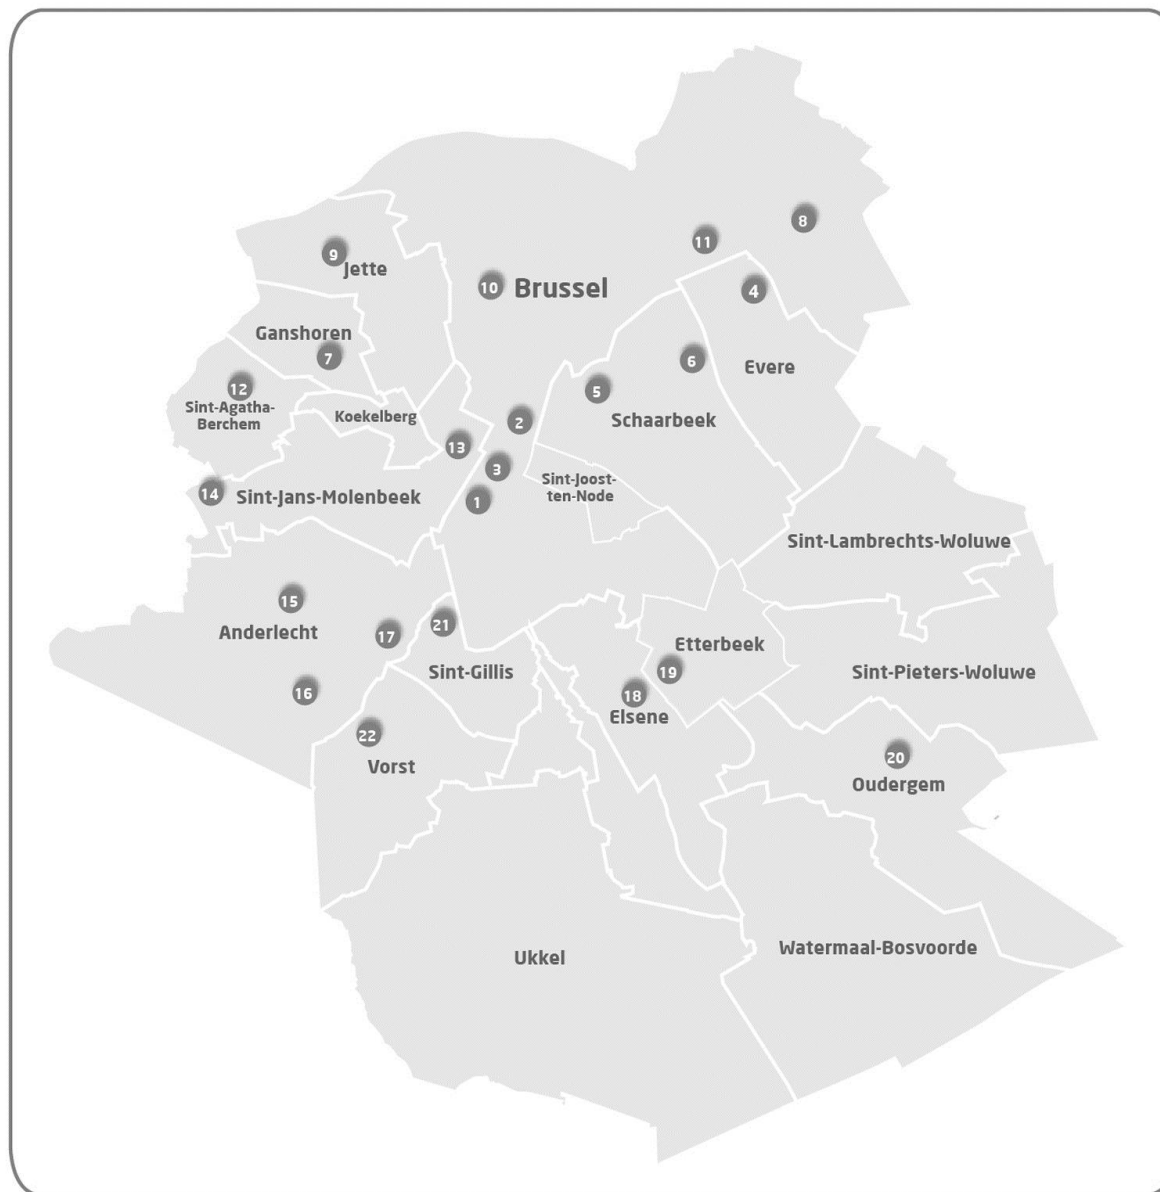 8
11
9
Jette
10
Brussel
4
Ganshoren
7
6
Evere
12
5
Sint-Agatha-
Berchem
Koekelberg
Schaarbeek
2
13
3
Sint-Joost-
ten-Node
14
Sint-Jans-Molenbeek
1
Sint-Lambrechts-Woluwe
15
Anderlecht
17
21
Etterbeek
Sint-Gillis
19
Sint-Pieters-Woluwe
16
18
Elsene
22
Vorst
20
Oudergem
Ukkel
Watermaal-Bosvoorde